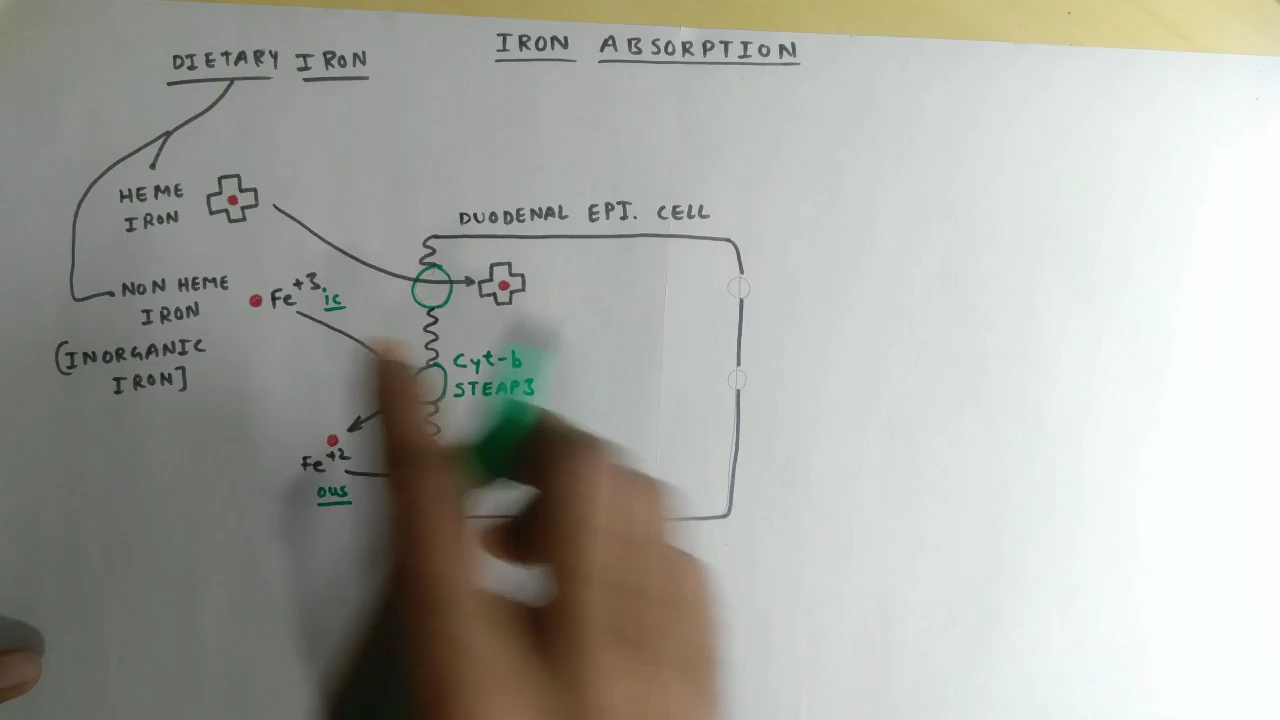 IRON ABSORPTION
DIETARY IRON
HEME
IRON
DUODENAL EPI. CELL
NON HEME
IRON
Fe+3 ic
(INORGANIC
IRON]
Cyt-b
STEAP3
Fe+2
ous